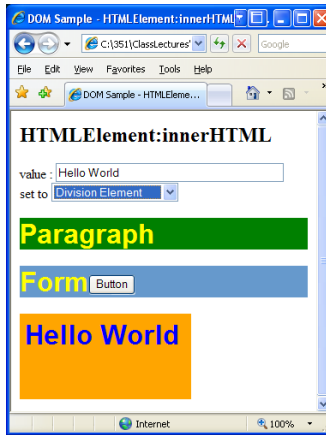 DOM Sample - HTMLElement:innerHTML
C:\351\ClassLectures'
Google
File Edit View Favorites Tools Help
DOM Sample - HTMLEleme...
HTMLElement:innerHTML
value : Hello World
set to Division Element
Paragraph
Form Button
Hello World
Internet 100%